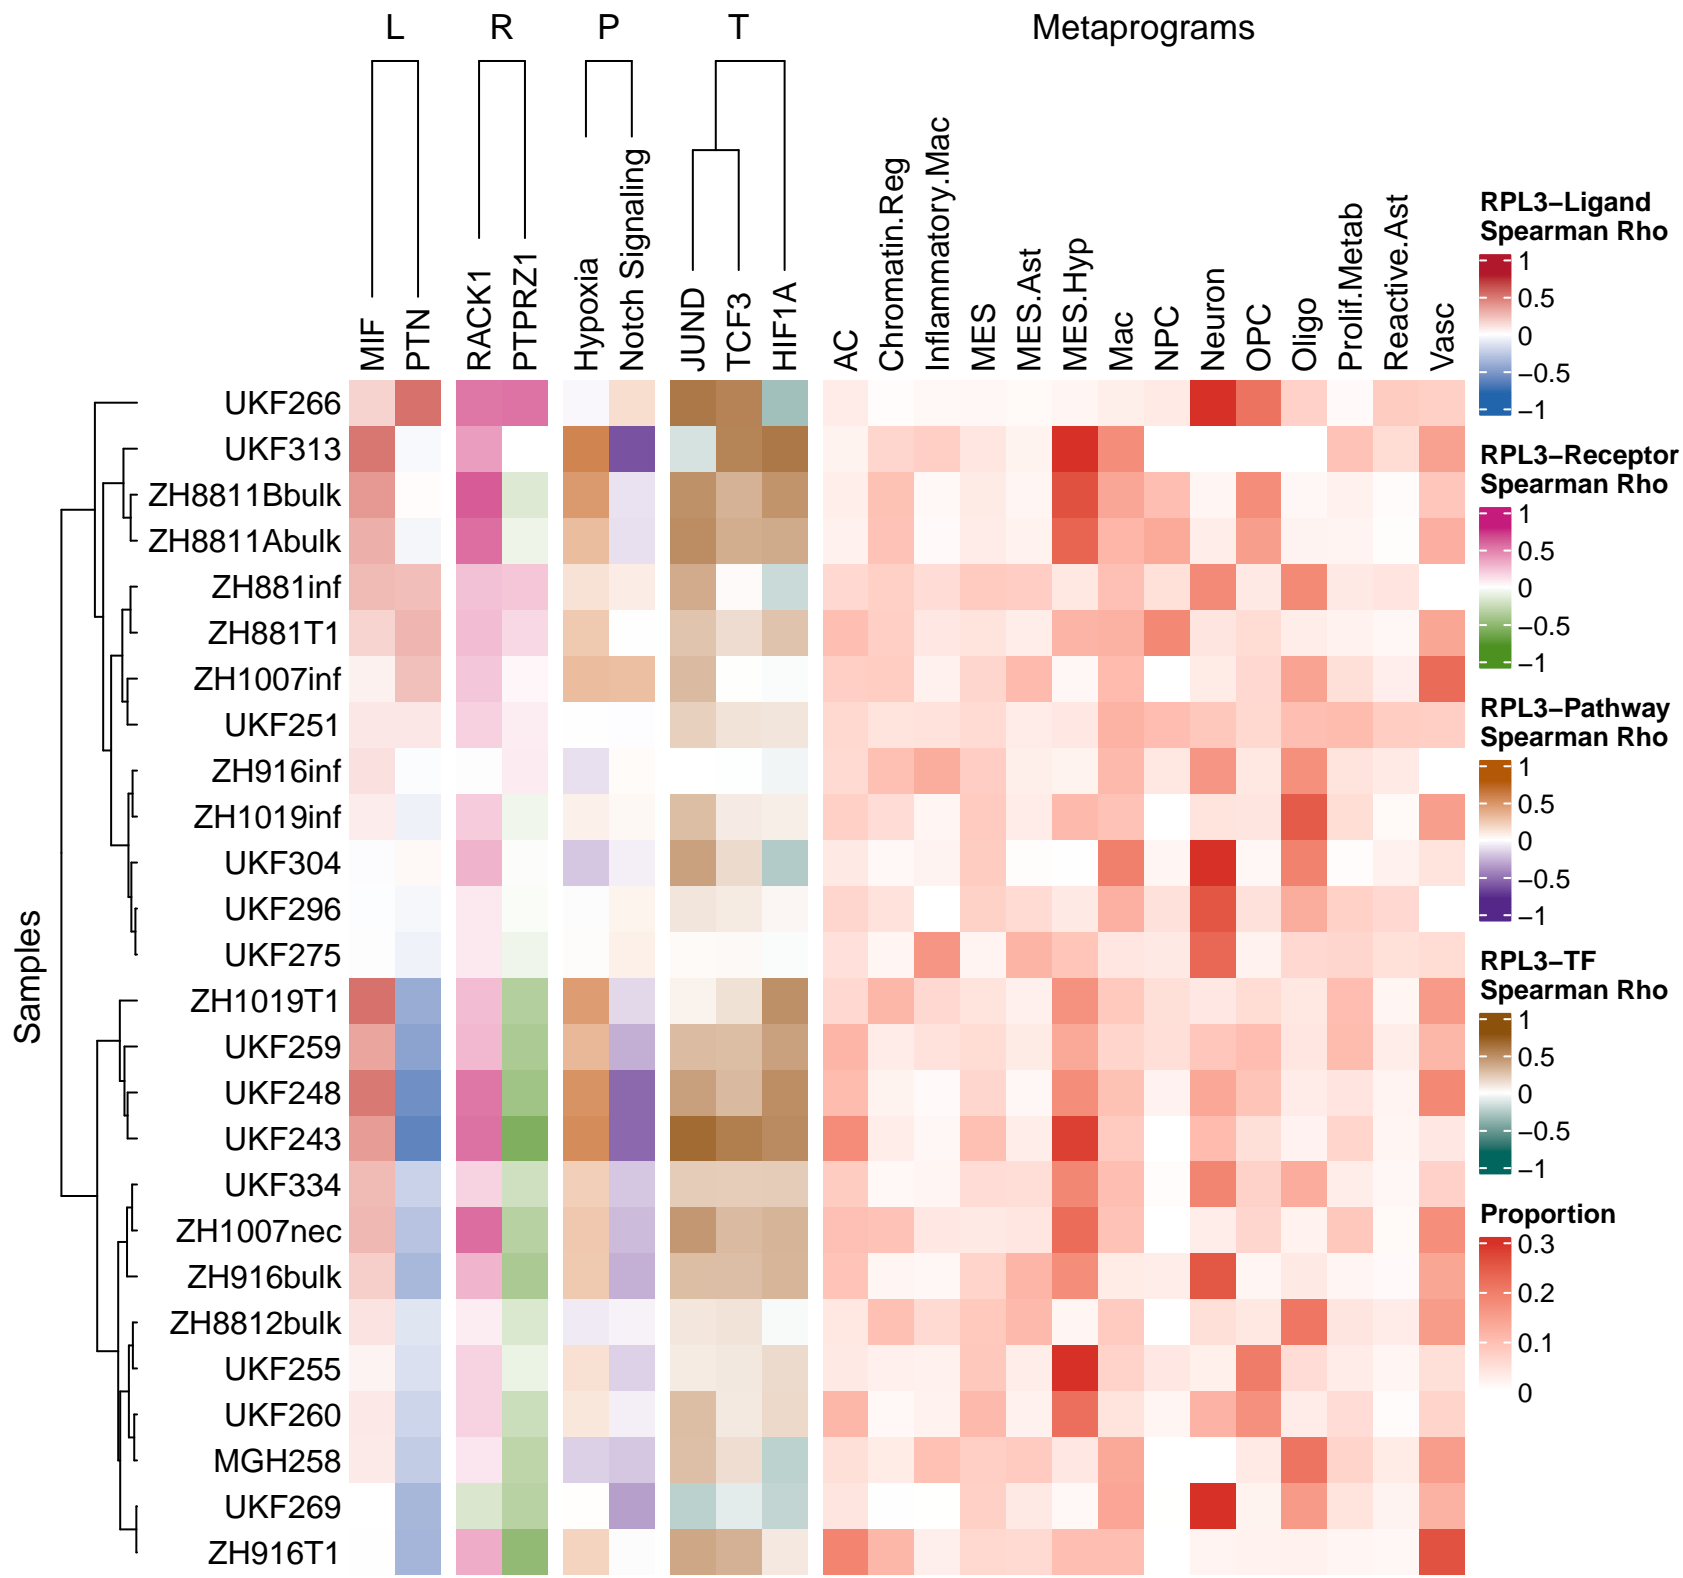 L R P T Metaprograms
MIF
PTN
RACK1
PTPRZ1
Hypoxia
Notch Signaling
JUND
TCF3
HIF1A
AC
Chromatin.Reg
Inflammatory.Mac
MES
MES.Ast
MES.Hyp
Mac
NPC
Neuron
OPC
Oligo
Prolif.Metab
Reactive.Ast
Vasc
Samples
UKF266
UKF313
ZH8811Bbulk
ZH8811Abulk
ZH881inf
ZH881T1
ZH1007inf
UKF251
ZH916inf
ZH1019inf
UKF304
UKF296
UKF275
ZH1019T1
UKF259
UKF248
UKF243
UKF334
ZH1007nec
ZH916bulk
ZH8812bulk
UKF255
UKF260
MGH258
UKF269
ZH916T1
RPL3−Ligand
Spearman Rho
1
0.5
0
−0.5
−1
RPL3−Receptor
Spearman Rho
1
0.5
0
−0.5
−1
RPL3−Pathway
Spearman Rho
1
0.5
0
−0.5
−1
RPL3−TF
Spearman Rho
1
0.5
0
−0.5
−1
Proportion
0.3
0.2
0.1
0